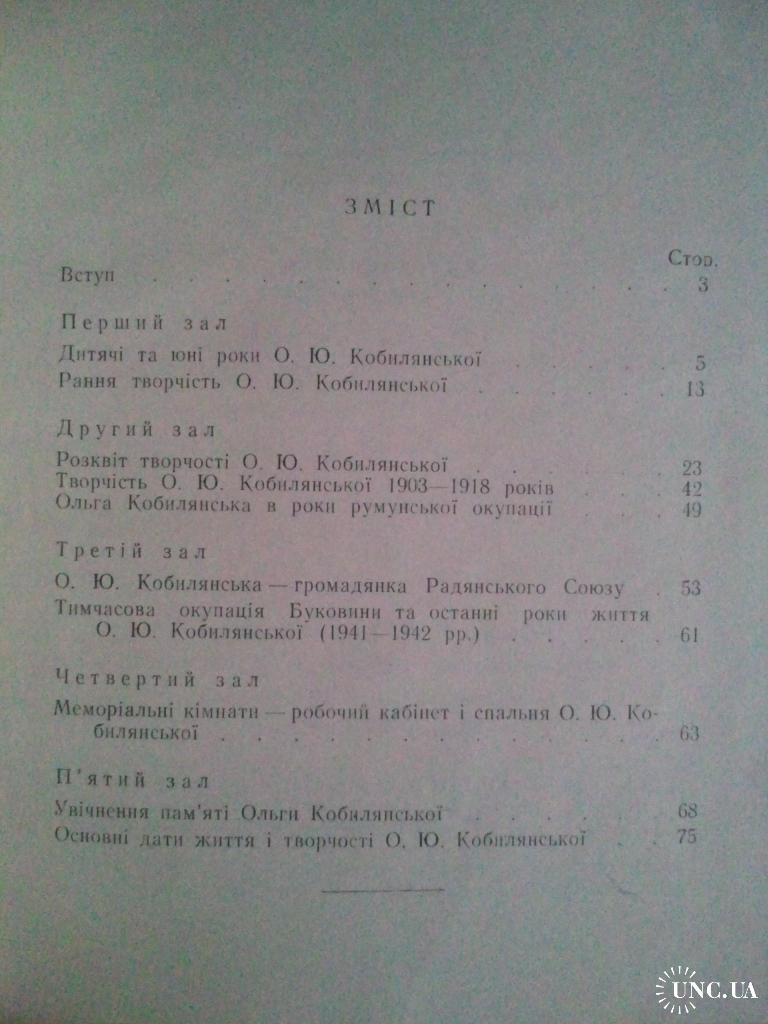 ЗМІСТ
Стор.
Вступ . . . . . . . . . . . . . . 3
Перший зал
Дитячі та юні роки О. Ю. Кобилянської . . . . . 5
Рання творчість О. Ю. Кобилянської . . . . . . 13
Другий зал
Розквіт творчості О. Ю. Кобилянської . . . . . . 23
Творчість О. Ю. Кобилянської 1903—1918 років . . . 42
Ольга Кобилянська в роки румунської окупації . . . 49
Третій зал
О. Ю. Кобилянська — громадянка Радянського Союзу . 53
Тимчасова окупація Буковини та останні роки життя
О. Ю. Кобилянської (1941—1942 рр.) . . . . . 61
Четвертий зал
Меморіальні кімнати — робочий кабінет і спальня О. Ю. Ко-
билянської . . . . . . . . . . . . . 63
П'ятий зал
Увічнення пам'яті Ольги Кобилянської . . . . . . 68
Основні дати життя і творчості О. Ю. Кобилянської . . 75
UNC.UA